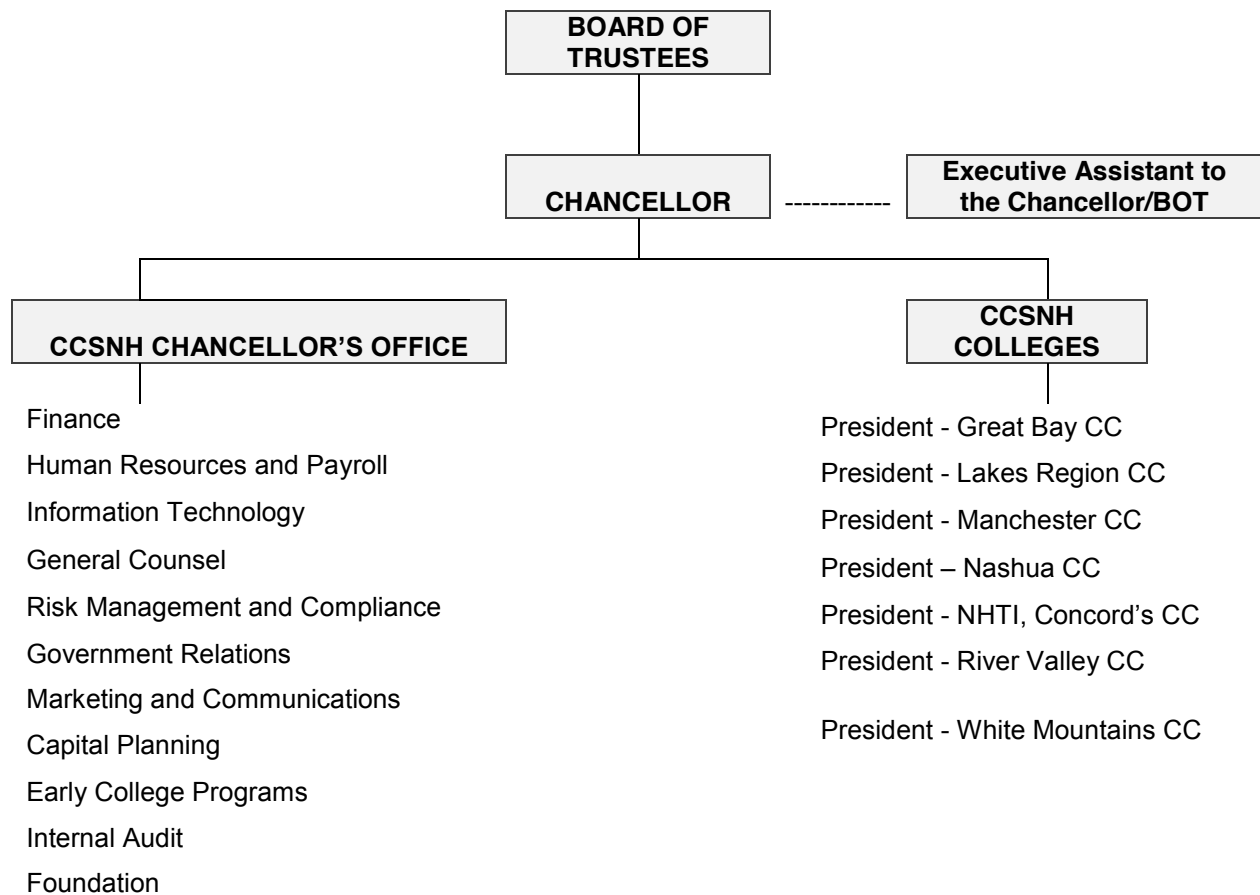 BOARD OF
TRUSTEES
CHANCELLOR
------------
Executive Assistant to
the Chancellor/BOT
CCSNH CHANCELLOR’S OFFICE
Finance
Human Resources and Payroll
Information Technology
General Counsel
Risk Management and Compliance
Government Relations
Marketing and Communications
Capital Planning
Early College Programs
Internal Audit
Foundation
CCSNH
COLLEGES
President - Great Bay CC
President - Lakes Region CC
President - Manchester CC
President – Nashua CC
President - NHTI, Concord’s CC
President - River Valley CC
President - White Mountains CC